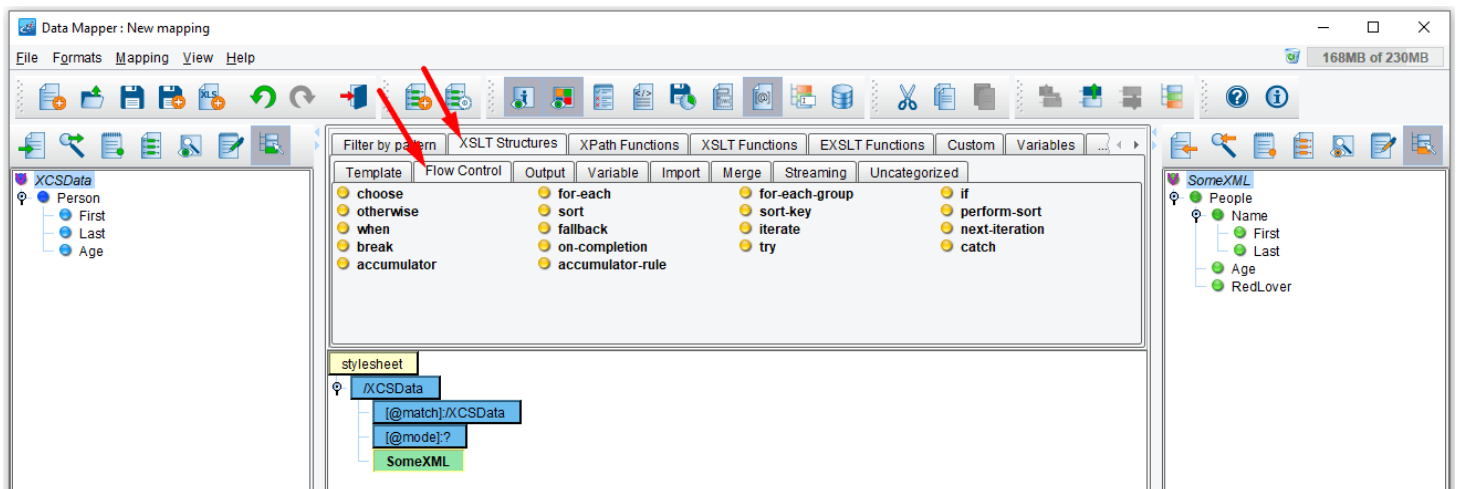 Data Mapper : New mapping
File Formats Mapping View Help
168MB of 230MB
XLS
Filter by pattern XSLT Structures XPath Functions XSLT Functions EXSLT Functions Custom Variables ...
Template Flow Control Output Variable Import Merge Streaming Uncategorized
choose for-each for-each-group if
otherwise sort sort-key perform-sort
when fallback iterate next-iteration
break on-completion try catch
accumulator accumulator-rule
XCSData
Person
First
Last
Age
stylesheet
/XCSData
[@match]:/XCSData
[@mode]:?
SomeXML
SomeXML
People
Name
First
Last
Age
RedLover